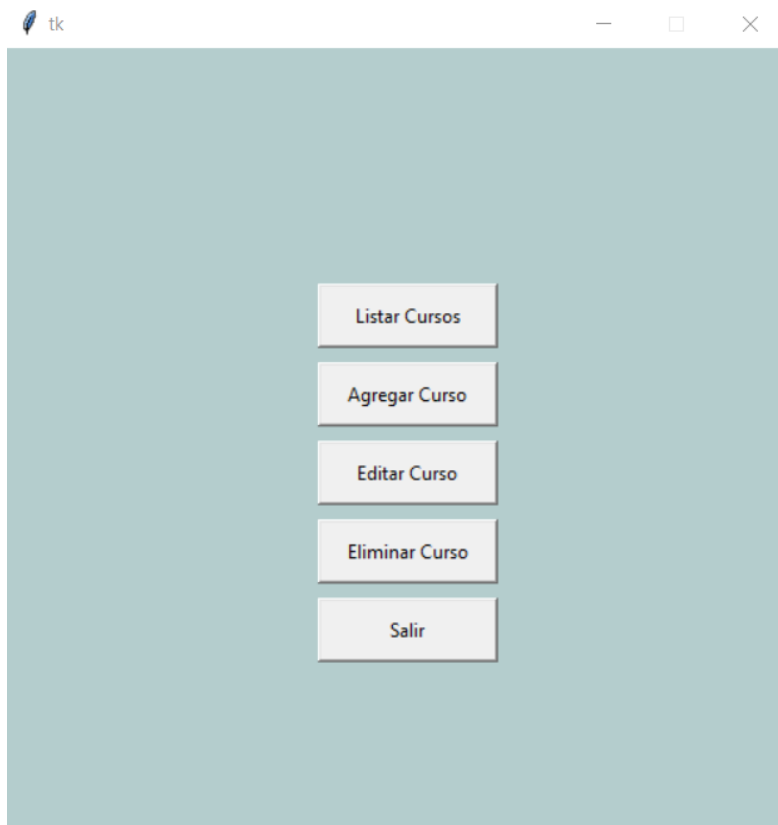 tk
Listar Cursos
Agregar Curso
Editar Curso
Eliminar Curso
Salir